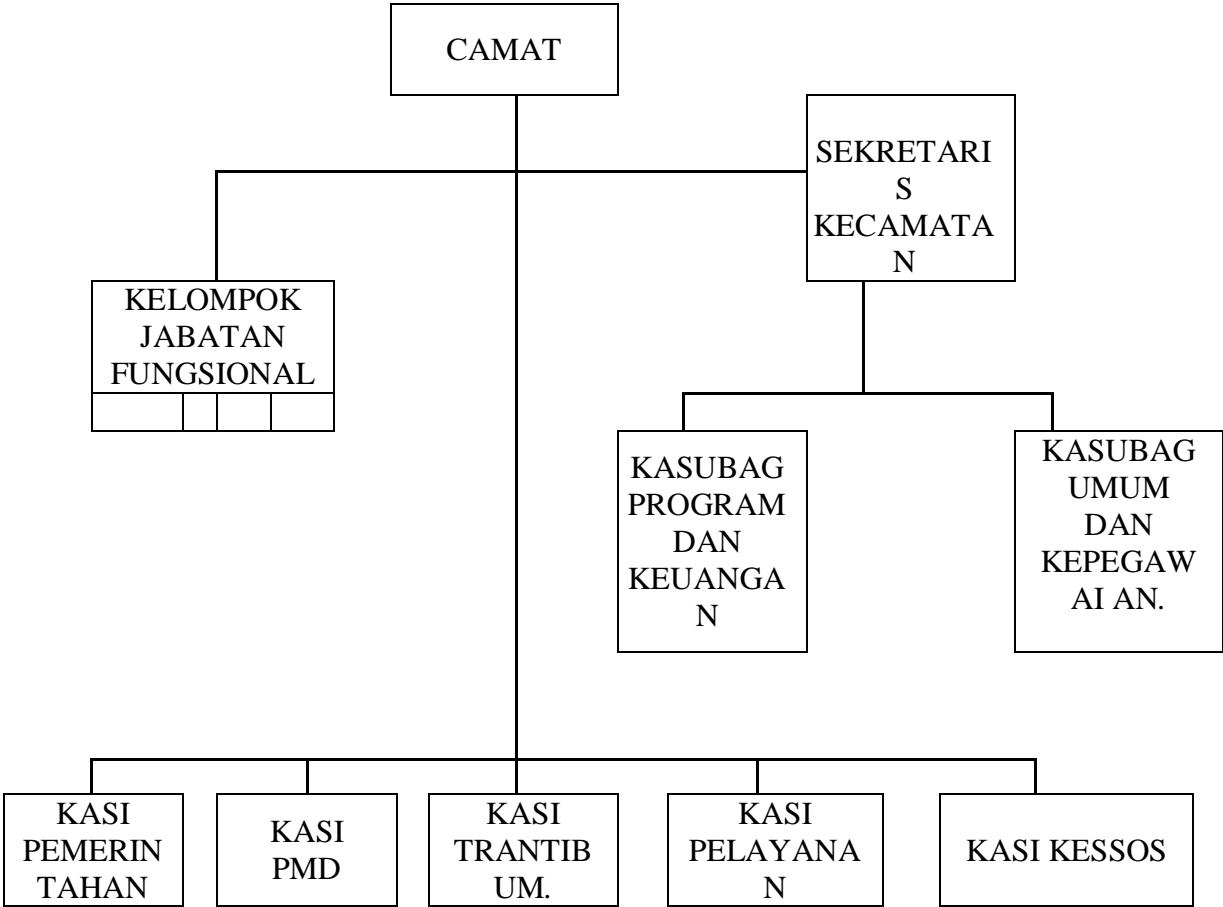 CAMAT
SEKRETARI
S
KECAMATA
N
KELOMPOK
JABATAN
FUNGSIONAL
KASUBAG
PROGRAM
DAN
KEUANGA
N
KASUBAG
UMUM
DAN
KEPEGAW
AI AN.
KASI
PEMERIN
TAHAN
KASI
PMD
KASI
TRANTIB
UM.
KASI
PELAYANA
N
KASI KESSOS